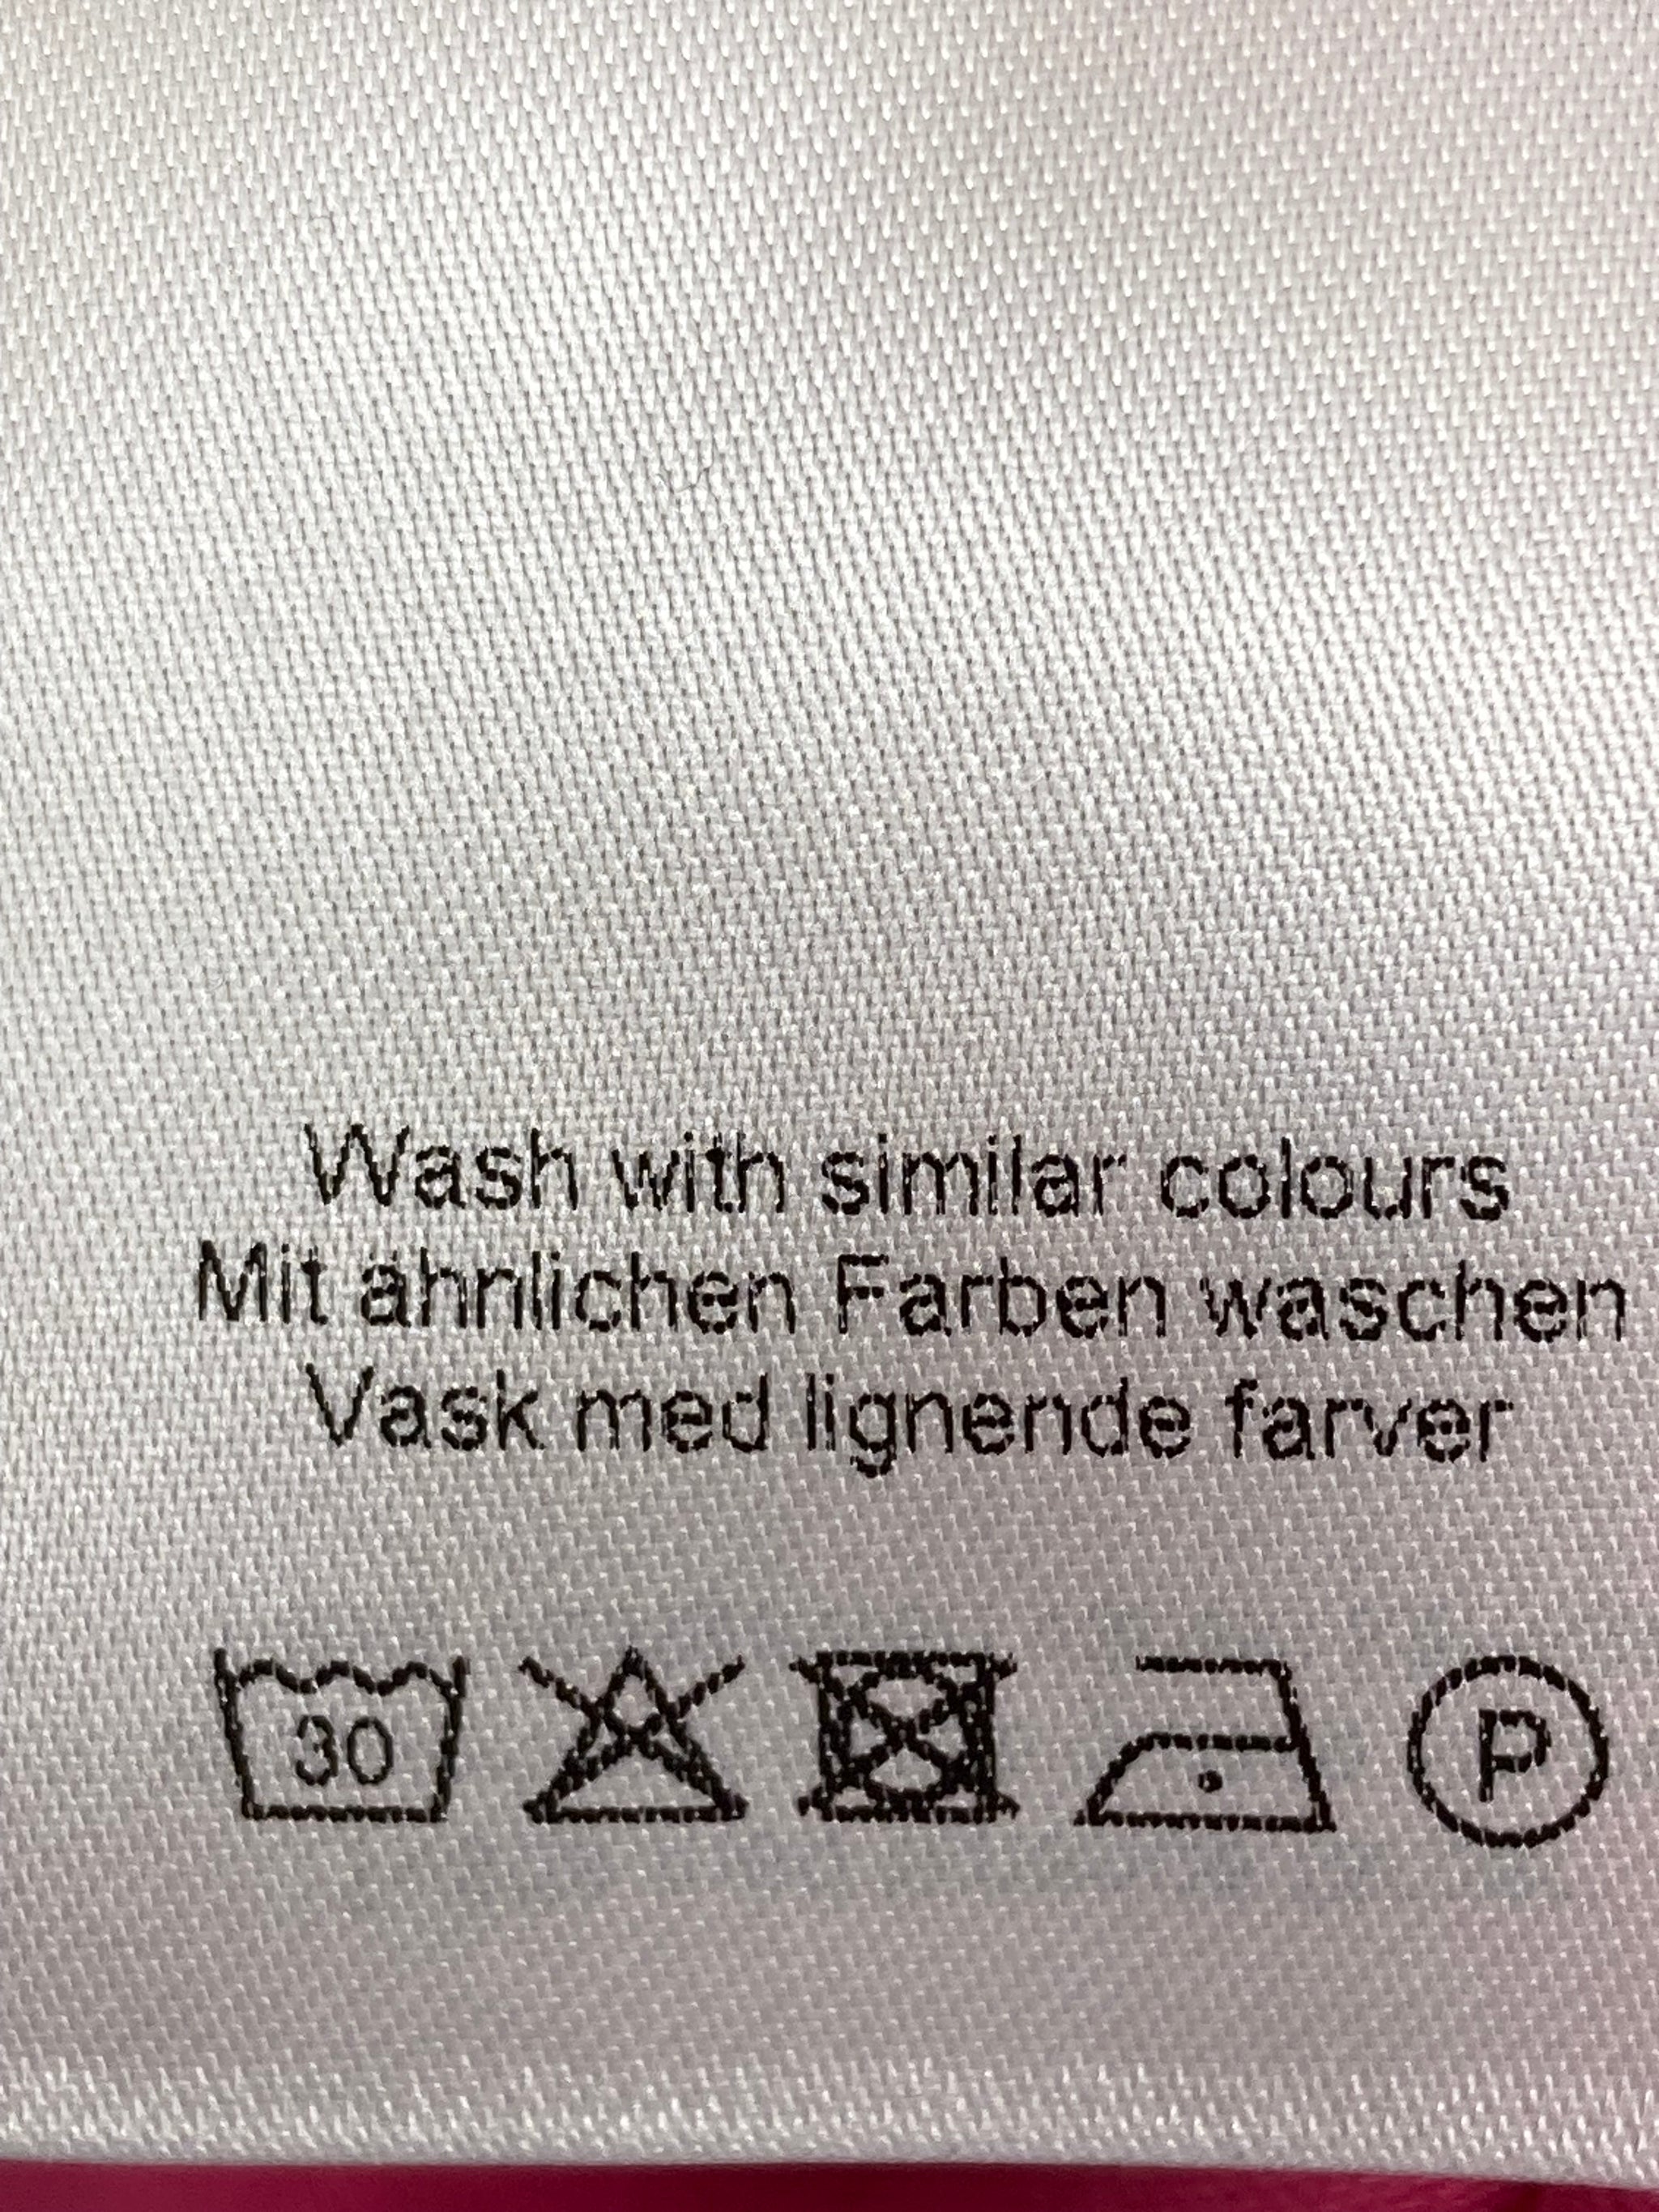 Wash with similar colours
Mit ähnlichen Farben waschen
Vask med lignende farver
30 P